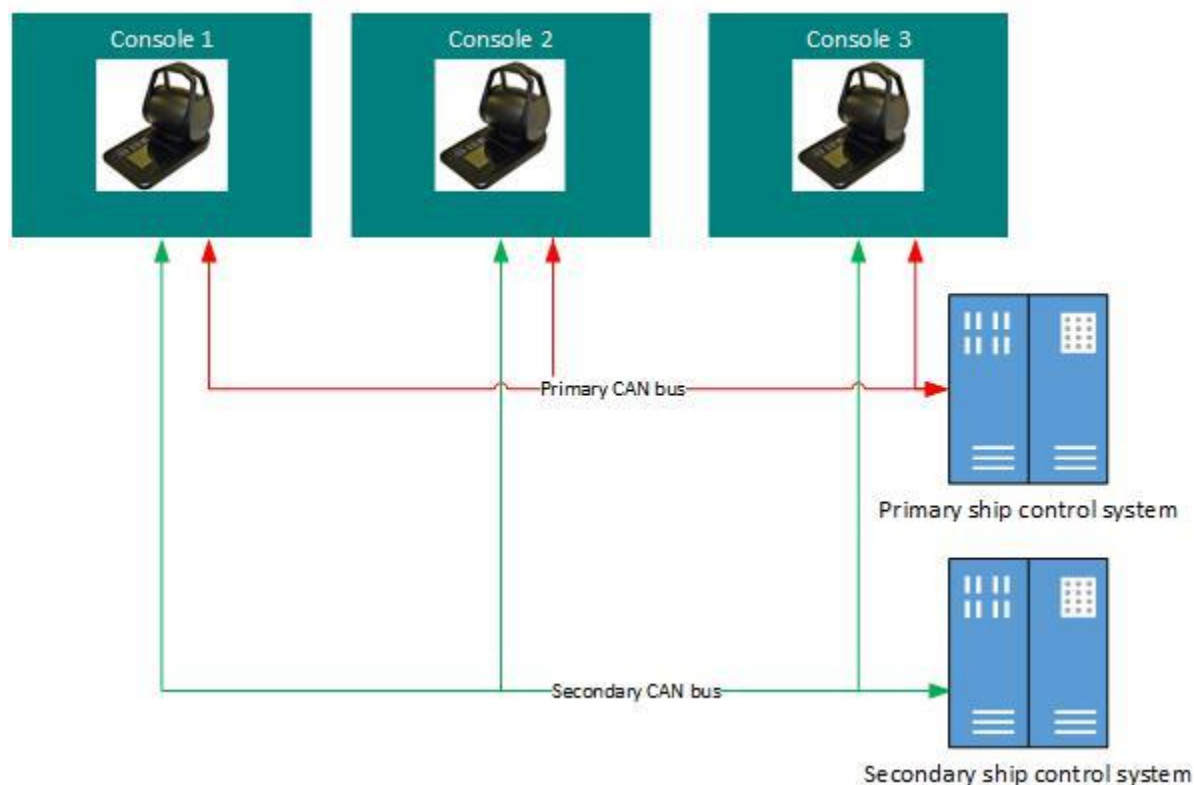 Console 1
Console 2
Console 3
Primary CAN bus
Primary ship control system
Secondary CAN bus
Secondary ship control system